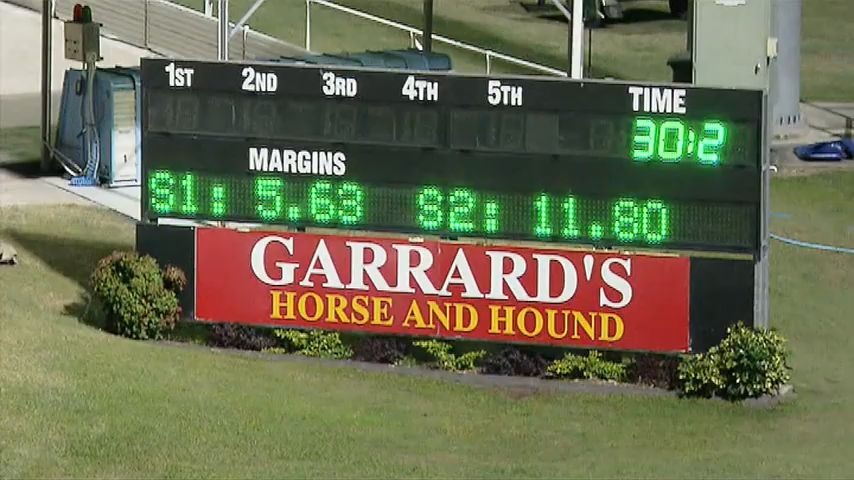 1ST 2ND 3RD 4TH 5TH TIME
30:2
MARGINS
S1: 5.63 S2: 11.80
GARRARD'S
HORSE AND HOUND